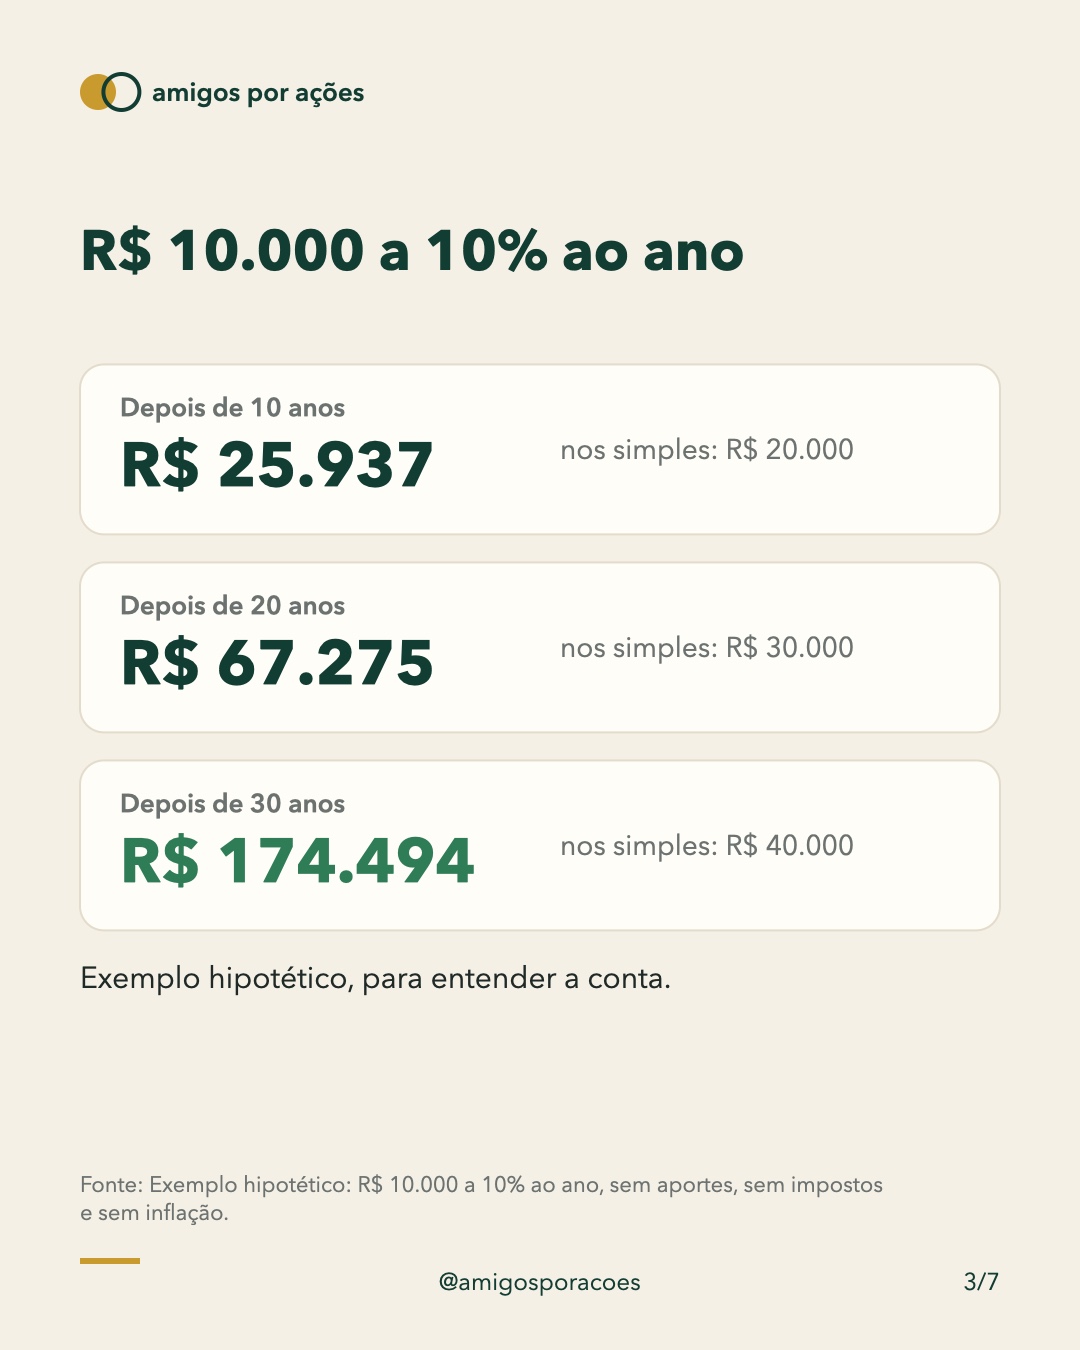 amigos por ações
R$ 10.000 a 10% ao ano
Depois de 10 anos
R$ 25.937
nos simples: R$ 20.000
Depois de 20 anos
R$ 67.275
nos simples: R$ 30.000
Depois de 30 anos
R$ 174.494
nos simples: R$ 40.000
Exemplo hipotético, para entender a conta.
Fonte: Exemplo hipotético: R$ 10.000 a 10% ao ano, sem aportes, sem impostos
e sem inflação.
@amigosporacoes
3/7